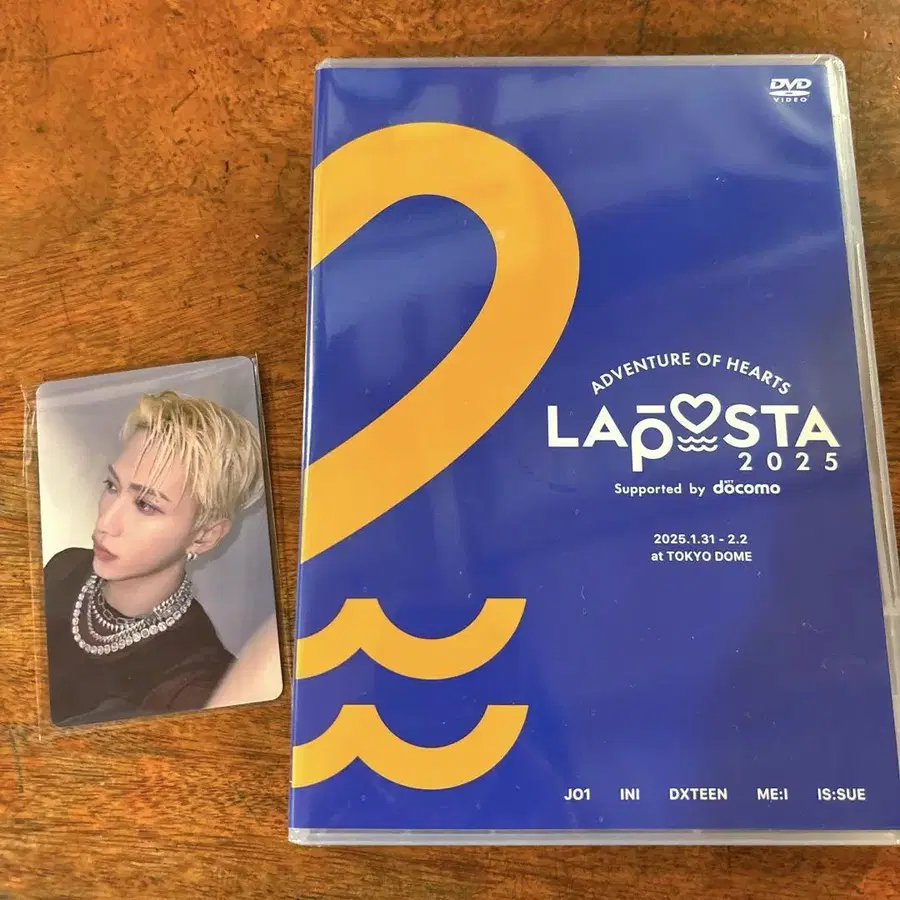 DVD
VIDEO
ADVENTURE OF HEARTS
LAPOSTA
2025
Supported by döcomo
2025.1.31 - 2.2
at TOKYO DOME
JO1 INI DXTEEN ME:I IS:SUE